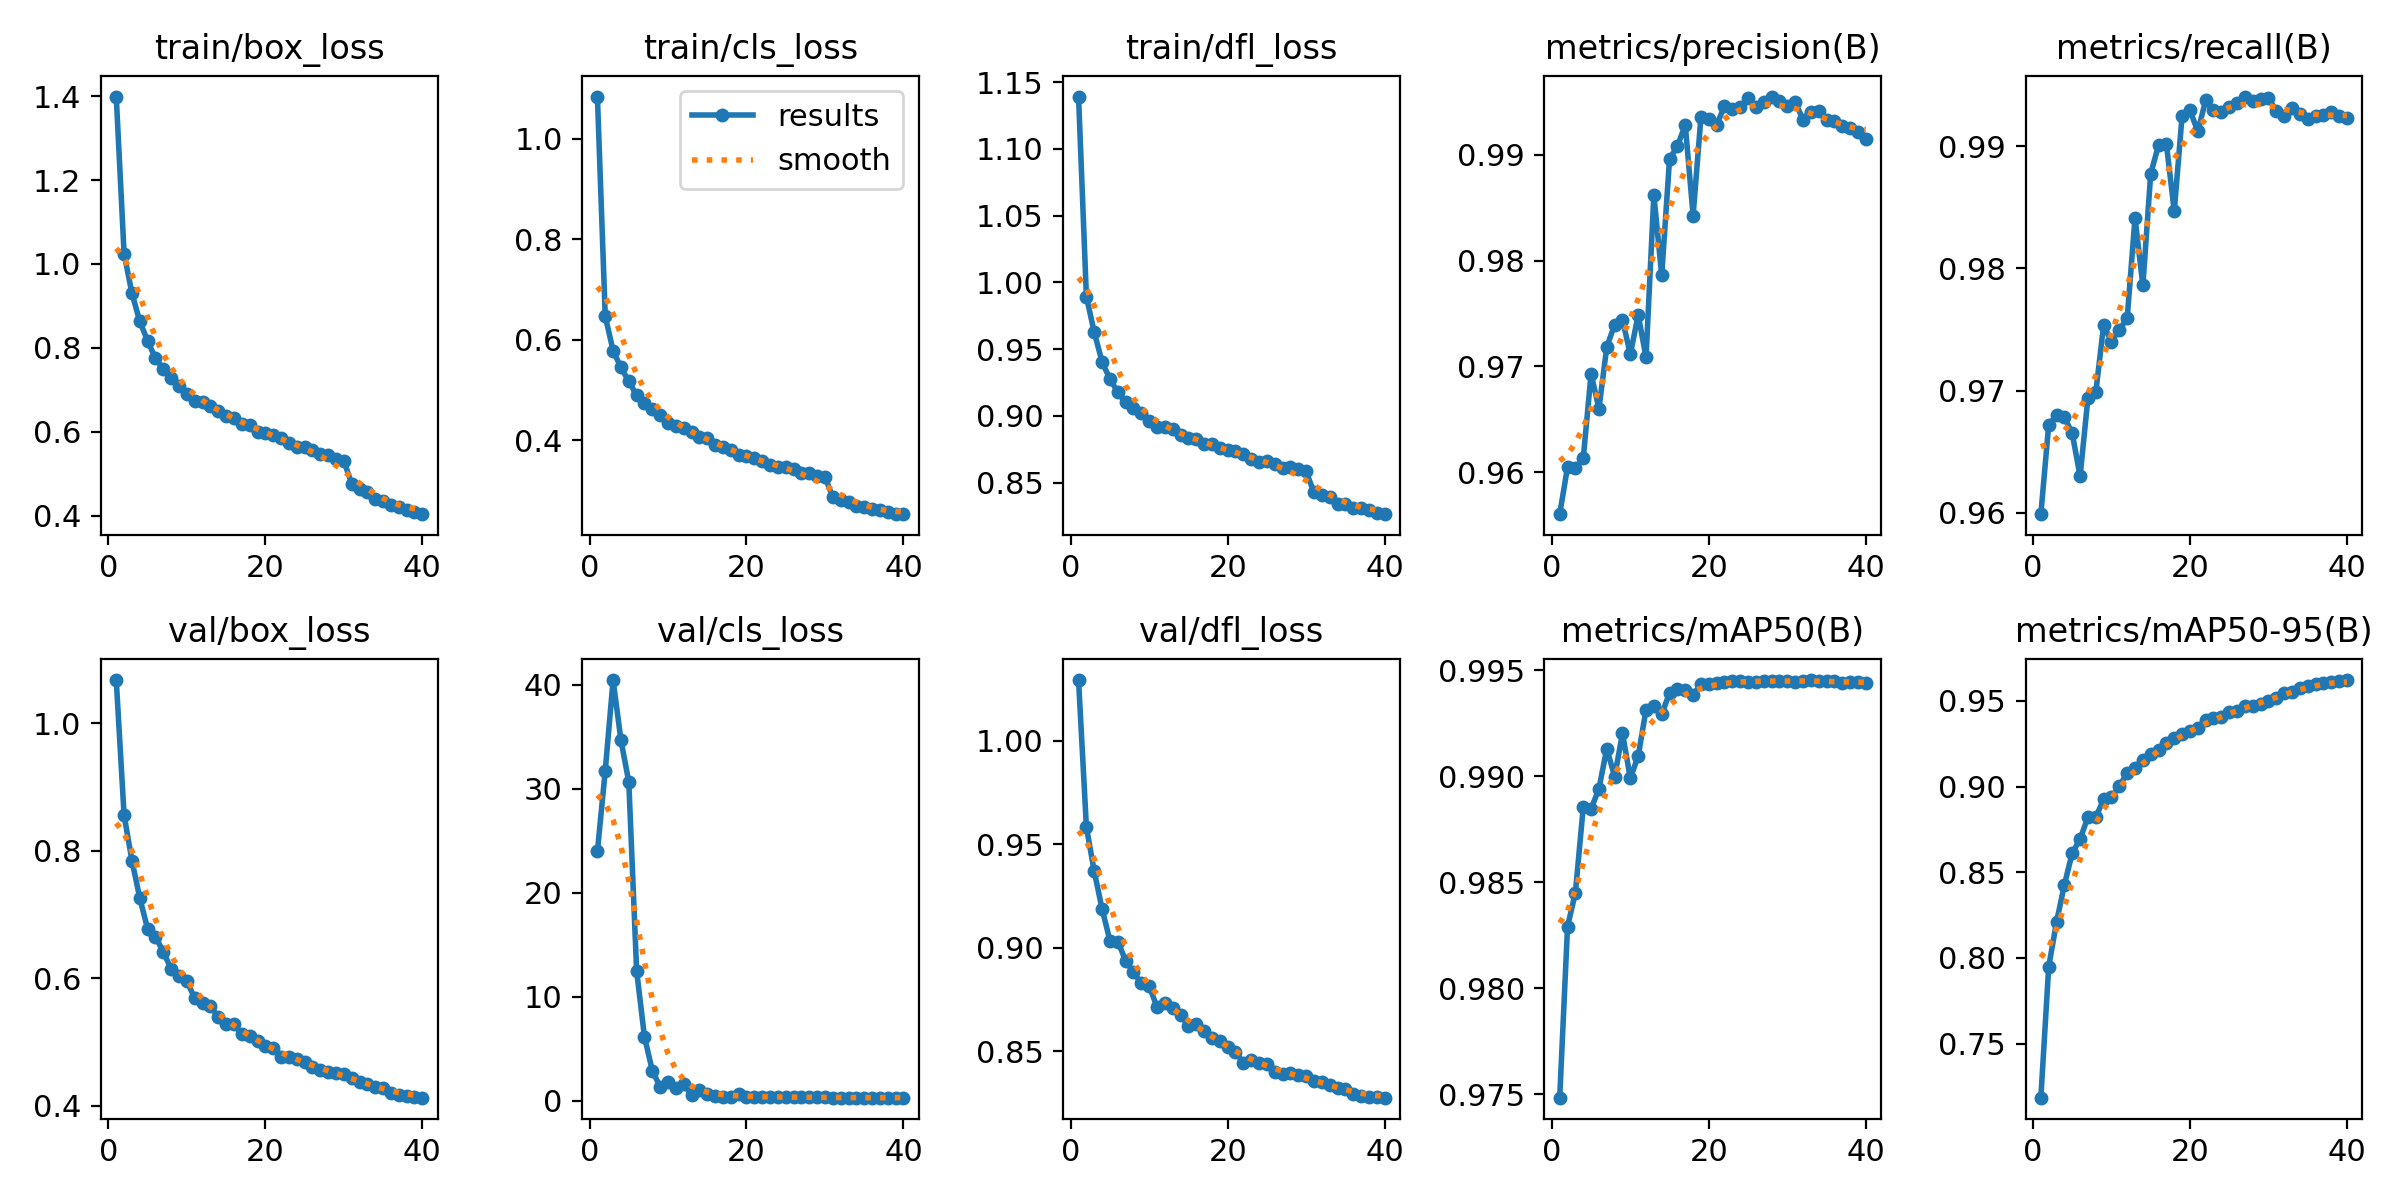 train/box_loss
1.4
1.2
1.0
0.8
0.6
0.4
0 20 40
train/cls_loss
results
smooth
1.0
0.8
0.6
0.4
0 20 40
train/dfl_loss
1.15
1.10
1.05
1.00
0.95
0.90
0.85
0 20 40
metrics/precision(B)
0.99
0.98
0.97
0.96
0 20 40
metrics/recall(B)
0.99
0.98
0.97
0.96
0 20 40
val/box_loss
1.0
0.8
0.6
0.4
0 20 40
val/cls_loss
40
30
20
10
0
0 20 40
val/dfl_loss
1.00
0.95
0.90
0.85
0 20 40
metrics/mAP50(B)
0.995
0.990
0.985
0.980
0.975
0 20 40
metrics/mAP50-95(B)
0.95
0.90
0.85
0.80
0.75
0 20 40